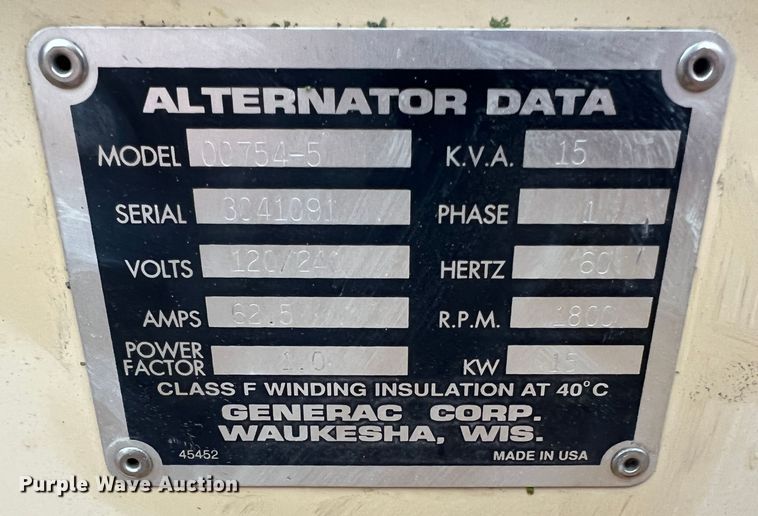 ALTERNATOR DATA
MODEL 00754-5 K.V.A. 15
SERIAL 3041091 PHASE 1
VOLTS 120/240 HERTZ 60
AMPS 62.5 R.P.M. 1800
POWER FACTOR 1.0 KW 15
CLASS F WINDING INSULATION AT 40°C
GENERAC CORP.
WAUKESHA, WIS.
45452 MADE IN USA
Purple Wave Auction